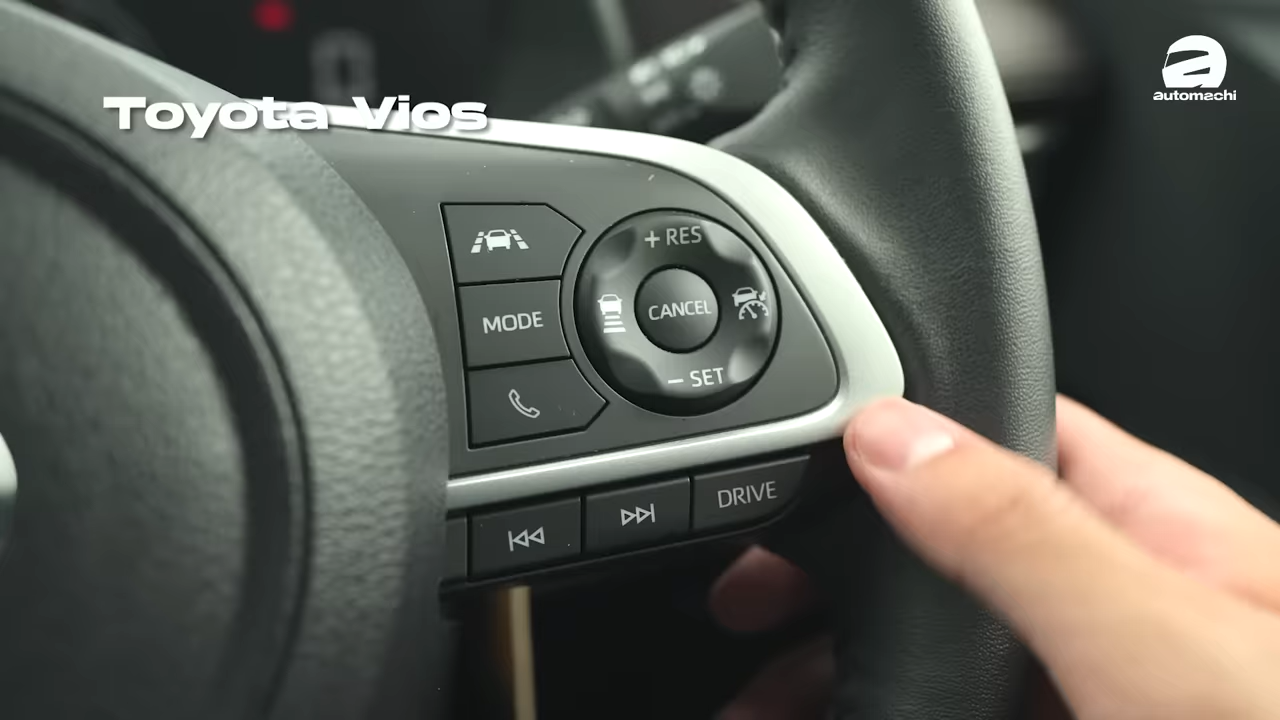 Toyota Vios
automachi
+ RES
CANCEL
MODE
– SET
DRIVE